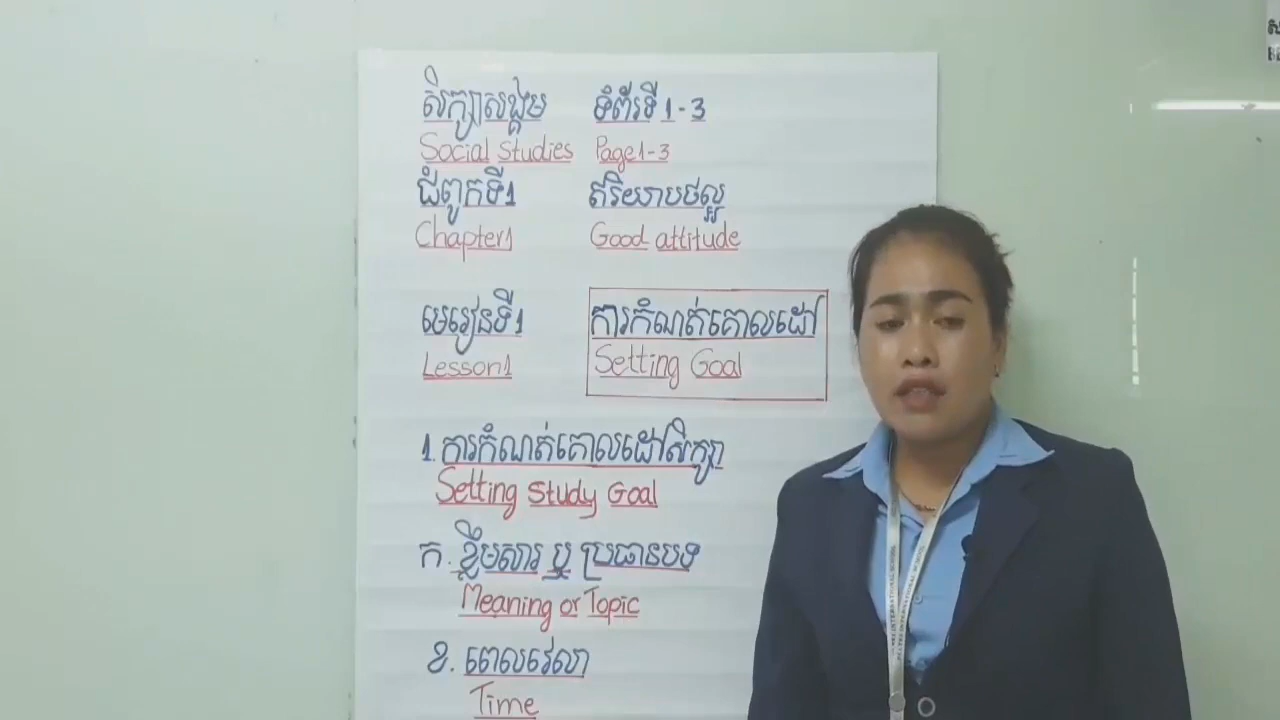 សិក្សាសង្គម ទំព័រទី 1-3
Social Studies Page 1-3
ជំពូកទី1 ឥរិយាបថល្អ
Chapter1 Good attitude
មេរៀនទី1 ការកំណត់គោលដៅ
Lesson1 Setting Goal
1. ការកំណត់គោលដៅសិក្សា
Setting Study Goal
ក. ខ្លឹមសារ ឬ ប្រធានបទ
Meaning or Topic
ខ. ពេលវេលា
Time
INTERNATIONAL SCHOOL